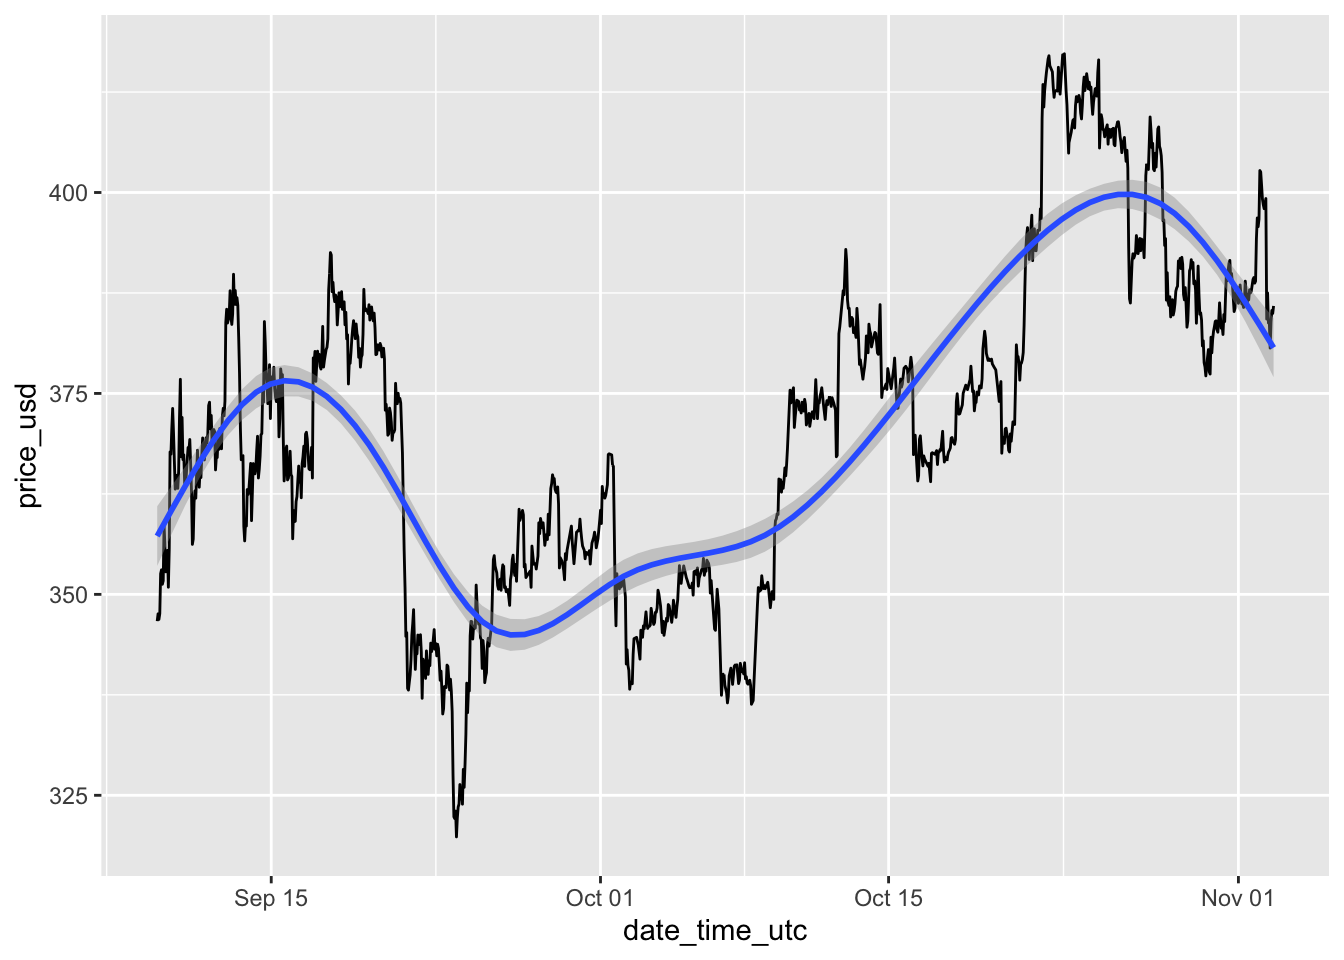 400
375
350
325
price_usd
Sep 15
Oct 01
Oct 15
Nov 01
date_time_utc